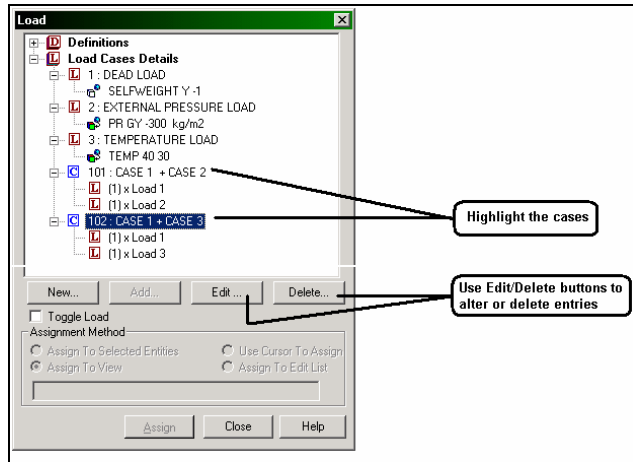 Load
Definitions
Load Cases Details
1 : DEAD LOAD
SELFWEIGHT Y -1
2 : EXTERNAL PRESSURE LOAD
PR GY -300 kg/m2
3 : TEMPERATURE LOAD
TEMP 40 30
101 : CASE 1 + CASE 2
(1) x Load 1
(1) x Load 2
102 : CASE 1 + CASE 3
(1) x Load 1
(1) x Load 3
Highlight the cases
New... Add... Edit ... Delete...
Use Edit/Delete buttons to
alter or delete entries
Toggle Load
Assignment Method
Assign To Selected Entities Use Cursor To Assign
Assign To View Assign To Edit List
Assign Close Help